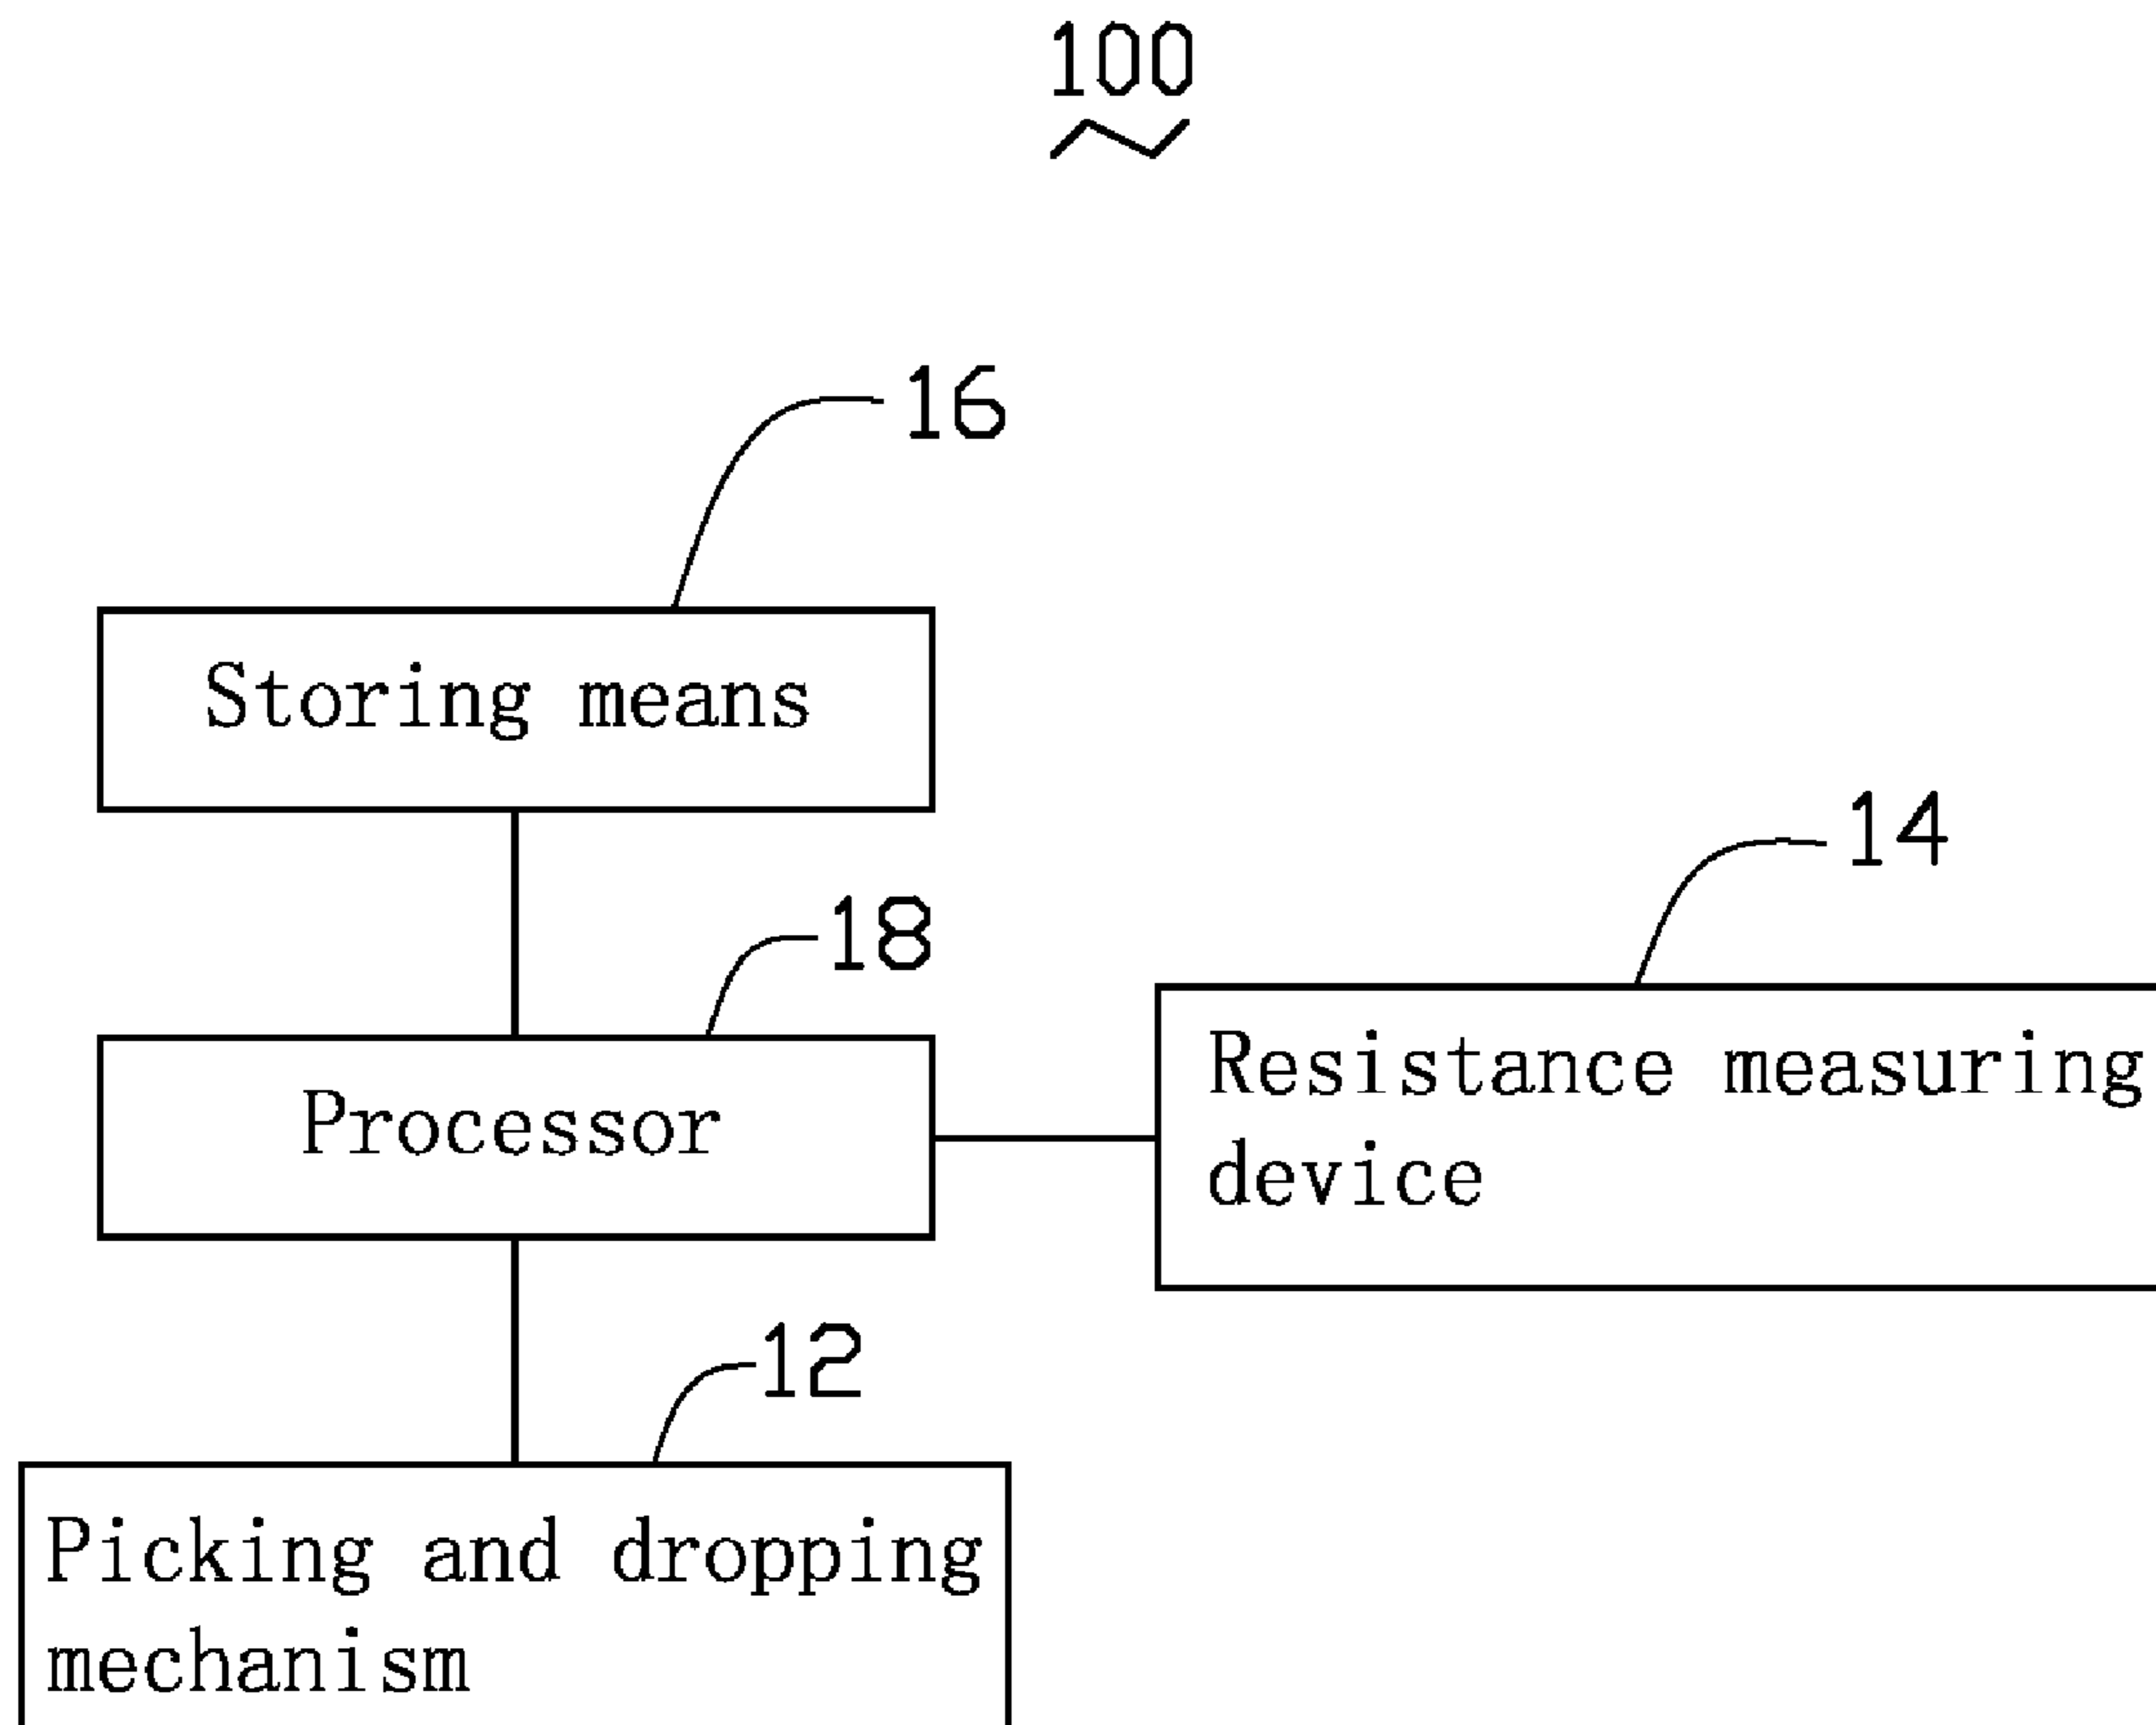 100
16
Storing means
14
18
Processor
Resistance measuring
device
12
Picking and dropping
mechanism